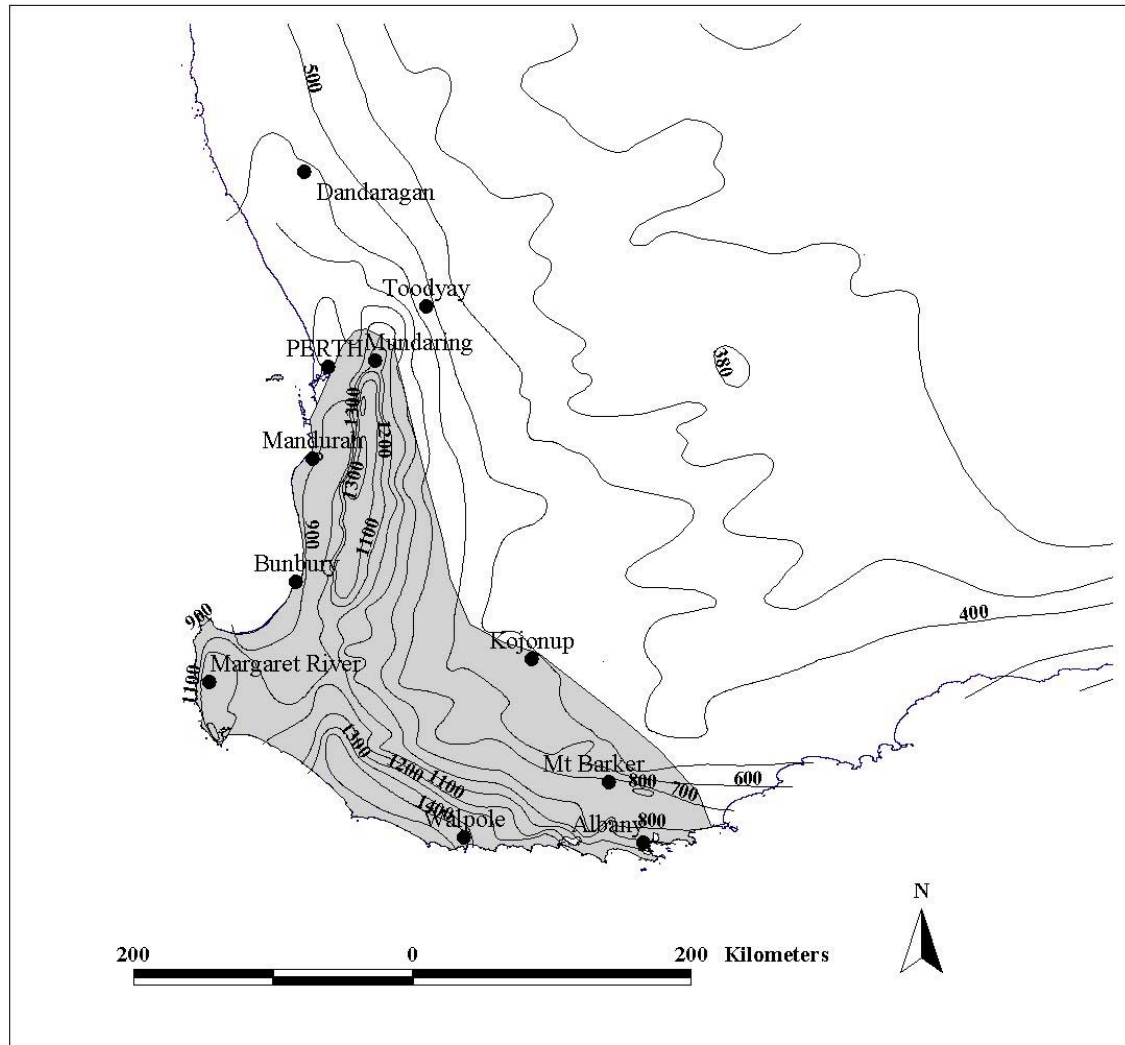 500
Dandaragan
Toodyay
PERTH
Mundaring
380
1300
1200
Mandurah
1300
900
1100
Bunbury
900
400
Kojonup
Margaret River
1100
1300
1200
1100
Mt Barker
800
700
600
1400
Walpole
Albany
800
N
200 0 200 Kilometers